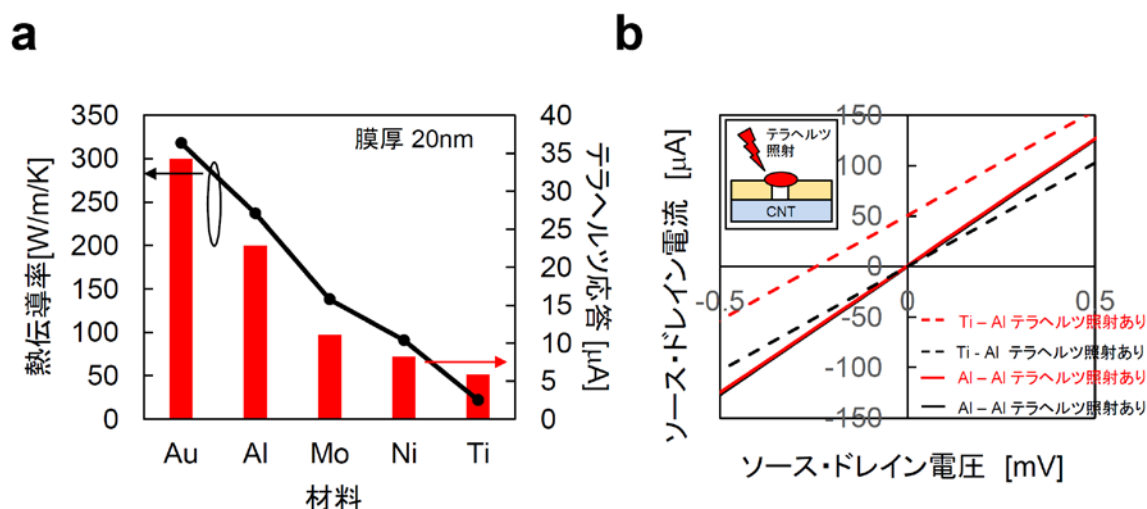 a
膜厚 20nm
熱伝導率[W/m/K]
350
300
250
200
150
100
50
0
テラヘルツ応答 [μA]
40
35
30
25
20
15
10
5
0
Au Al Mo Ni Ti
材料
b
ソース・ドレイン電流 [μA]
150
100
50
0
-50
-100
-150
-0.5 0 05
テラヘルツ
照射
CNT
Ti – Al テラヘルツ照射あり
Ti - Al テラヘルツ照射あり
Al – Al テラヘルツ照射あり
Al – Al テラヘルツ照射あり
ソース・ドレイン電圧 [mV]